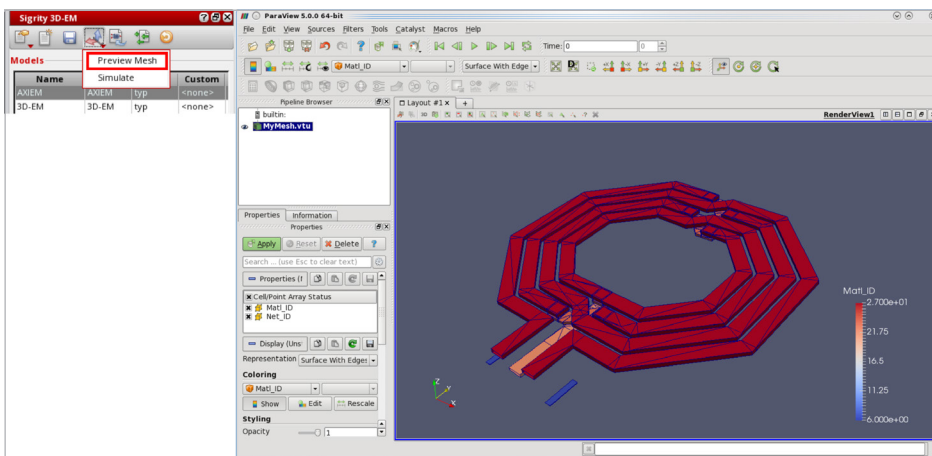 Sigrity 3D-EM
Preview Mesh
Simulate
Models
Name
Custom
AXIEM AXIEM typ <none>
3D-EM 3D-EM typ <none>
ParaView 5.0.0 64-bit
File Edit View Sources Filters Tools Catalyst Macros Help
Time: 0 0
Matl_ID Surface With Edge
Pipeline Browser
builtin:
MyMesh.vtu
Layout #1 x +
RenderView1
Properties Information
Properties
Apply Reset Delete ?
Search ... (use Esc to clear text)
Properties (f
Cell/Point Array Status
Matl_ID
Net_ID
Display (Uns
Representation Surface With Edges
Coloring
Matl_ID
Show Edit Rescale
Styling
Opacity 1
Matl_ID
2.700e+01
21.75
16.5
11.25
6.000e+00
Z
Y
X